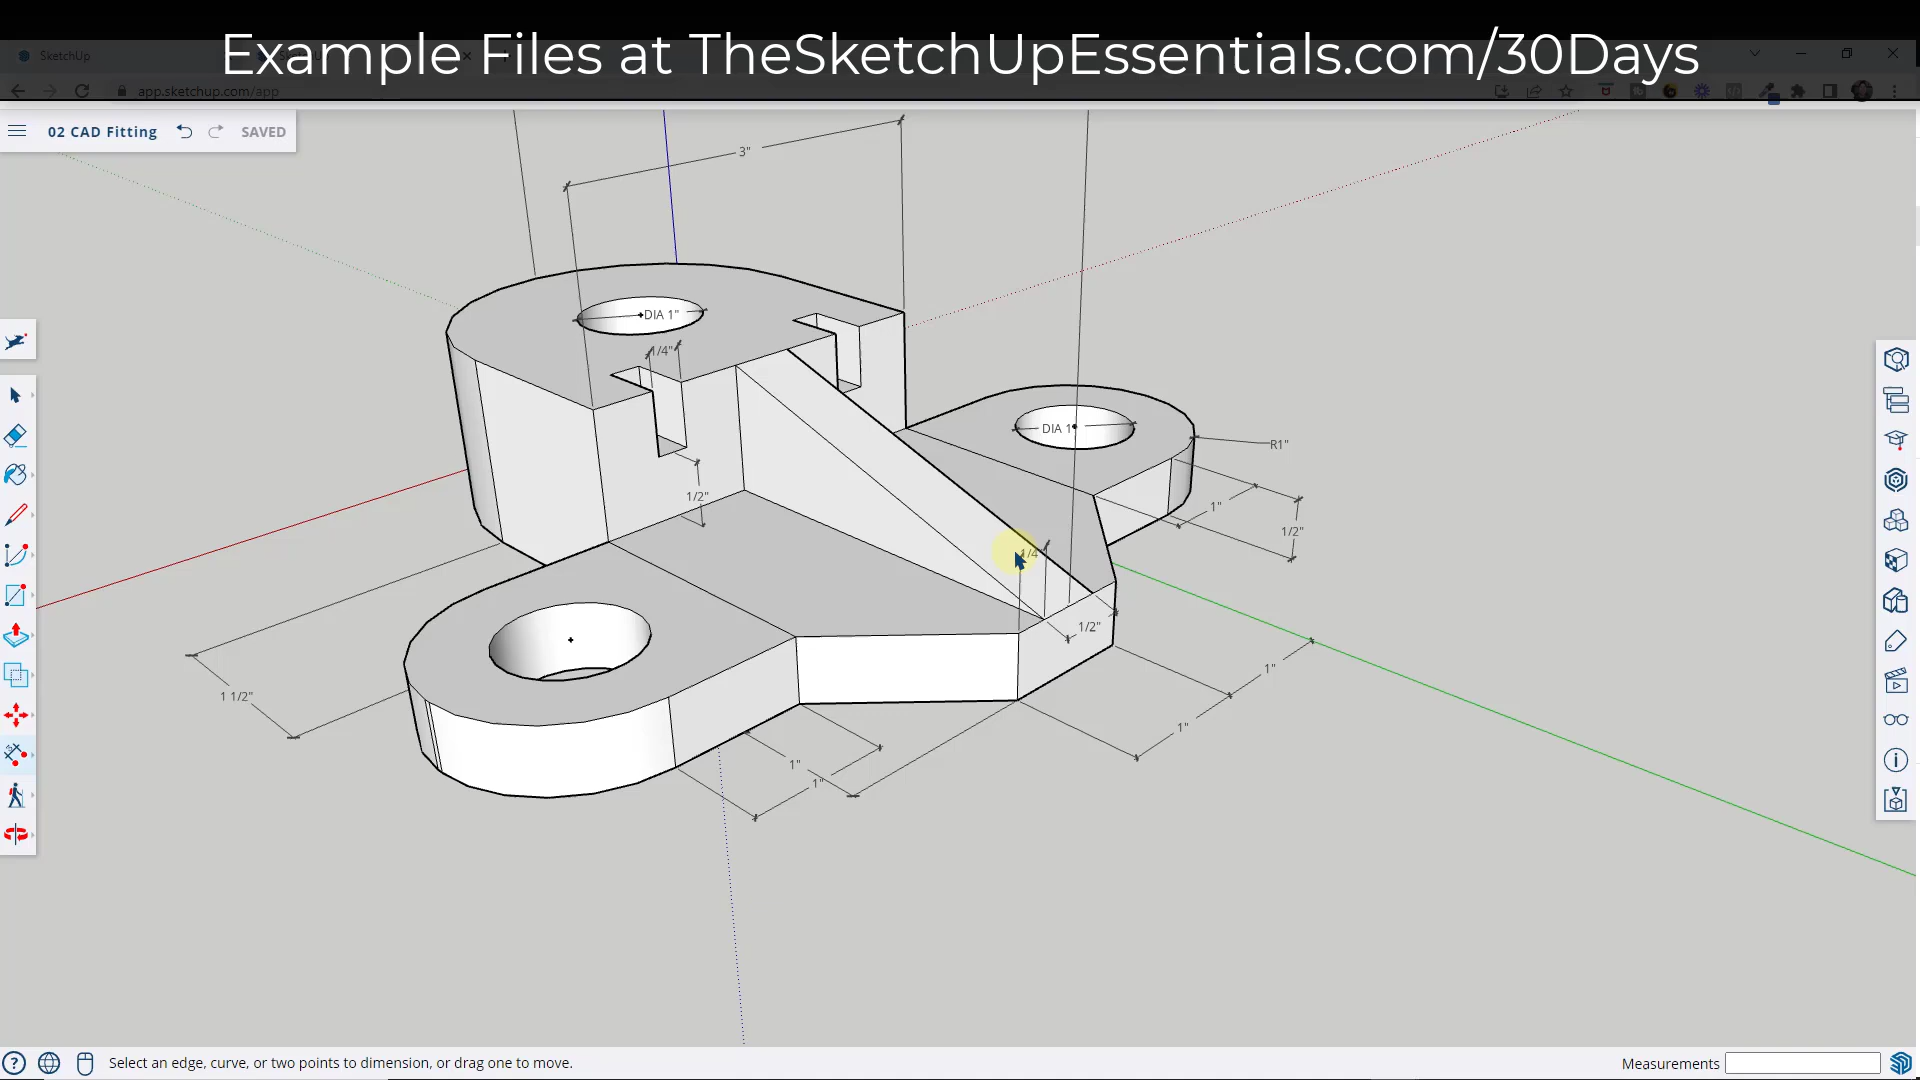 Example Files at TheSketchUpEssentials.com/30Days
SketchUp
app.sketchup.com/app
02 CAD Fitting
SAVED
3"
DIA 1"
1/4"
DIA 1"
R1"
1/2"
1"
1/2"
1/4"
1/2"
1 1/2"
1"
1"
1"
1"
Select an edge, curve, or two points to dimension, or drag one to move.
Measurements